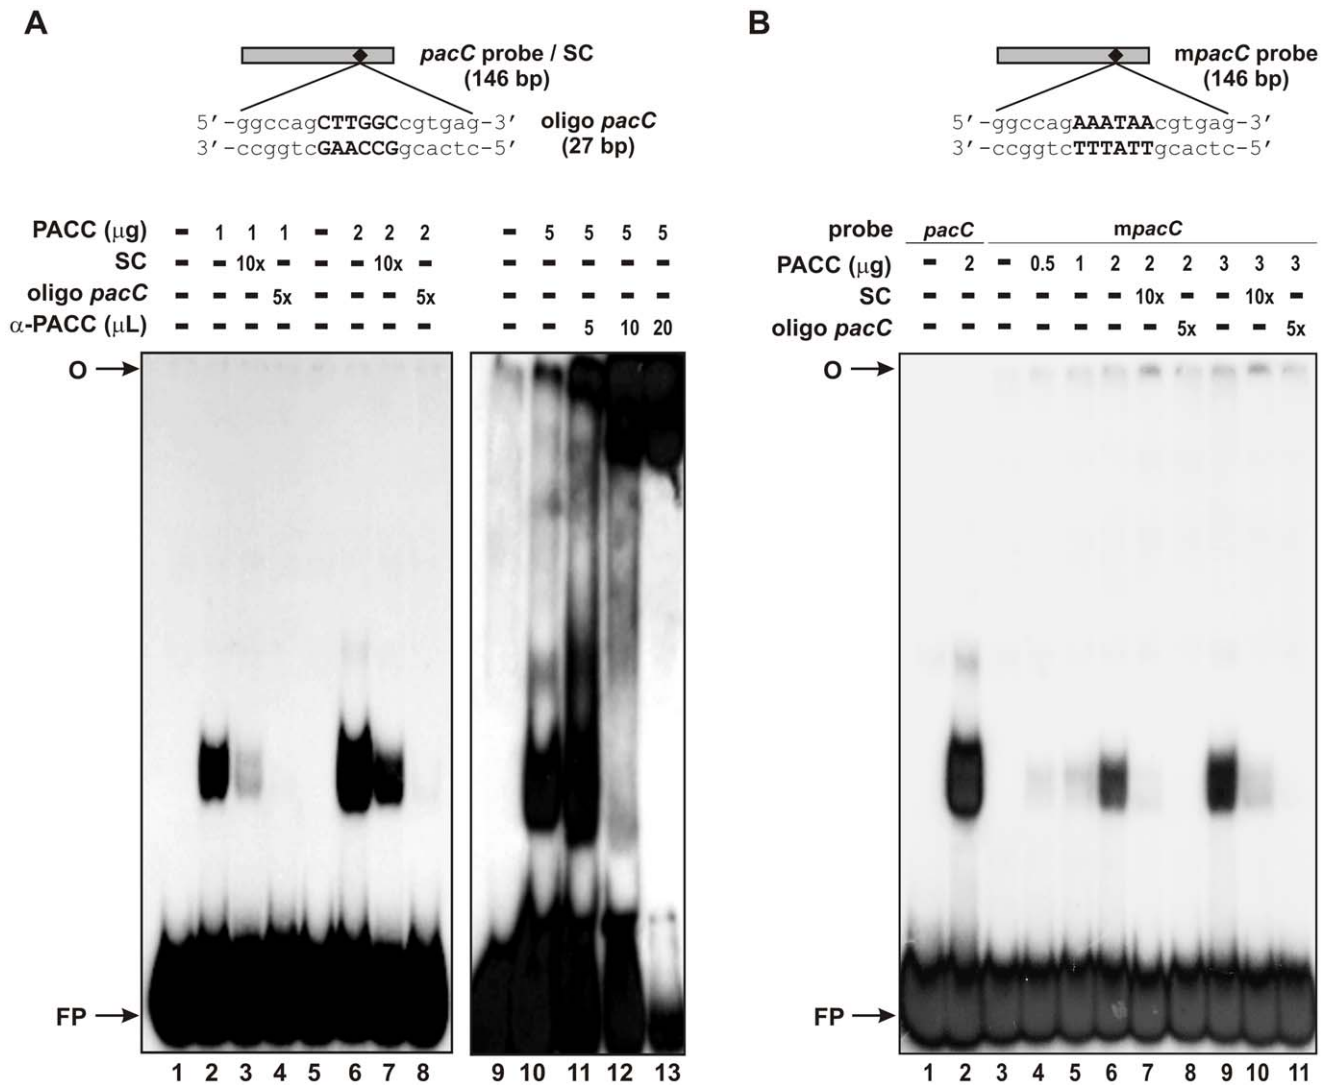 A
pacC probe / SC
(146 bp)
5′-ggccagCTTGGCcgtgag-3′
3′-ccggtcGAACCGgcactc-5′
oligo pacC
(27 bp)
PACC (μg) - 1 1 1 - 2 2 2 - 5 5 5 5
SC - - 10x - - - 10x - - - - - -
oligo pacC - - - 5x - - - 5x - - - - -
α-PACC (μL) - - - - - - - - - - 5 10 20
O
FP
1 2 3 4 5 6 7 8 9 10 11 12 13
B
mpacC probe
(146 bp)
5′-ggccagAAATAAcgtgag-3′
3′-ccggtcTTTATTgcactc-5′
probe pacC mpacC
PACC (μg) - 2 - 0.5 1 2 2 2 3 3 3
SC - - - - - - 10x - - 10x -
oligo pacC - - - - - - - 5x - - 5x
O
FP
1 2 3 4 5 6 7 8 9 10 11